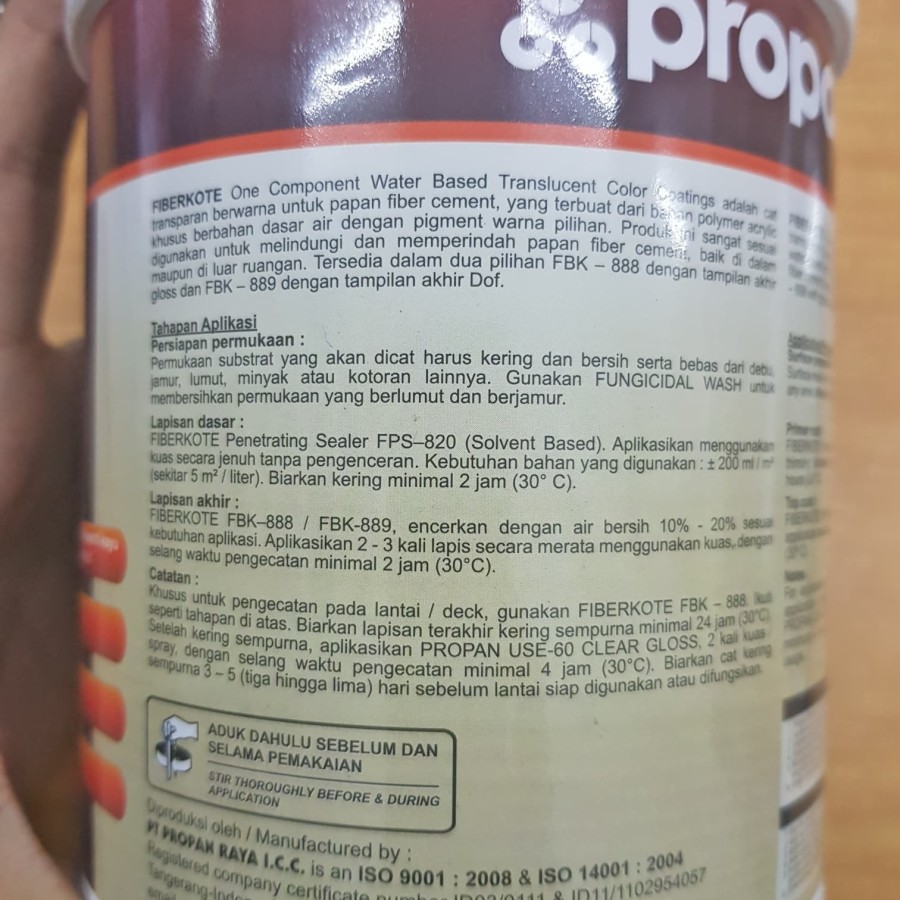 propa
FIBERKOTE One Component Water Based Translucent Color Coatings adalah cat
transparan berwarna untuk papan fiber cement, yang terbuat dari bahan polymer acrylic
khusus berbahan dasar air dengan pigment warna pilihan. Produk ini sangat sesuai
digunakan untuk melindungi dan memperindah papan fiber cement, baik di dalam
maupun di luar ruangan. Tersedia dalam dua pilihan FBK – 888 dengan tampilan akhir
gloss dan FBK – 889 dengan tampilan akhir Dof.
Tahapan Aplikasi
Persiapan permukaan :
Permukaan substrat yang akan dicat harus kering dan bersih serta bebas dari debu,
jamur, lumut, minyak atau kotoran lainnya. Gunakan FUNGICIDAL WASH untuk
membersihkan permukaan yang berlumut dan berjamur.
Lapisan dasar :
FIBERKOTE Penetrating Sealer FPS–820 (Solvent Based). Aplikasikan menggunakan
kuas secara jenuh tanpa pengenceran. Kebutuhan bahan yang digunakan : ± 200 ml / m²
(sekitar 5 m² / liter). Biarkan kering minimal 2 jam (30° C).
Lapisan akhir :
FIBERKOTE FBK–888 / FBK-889, encerkan dengan air bersih 10% - 20% sesuai
kebutuhan aplikasi. Aplikasikan 2 - 3 kali lapis secara merata menggunakan kuas, dengan
selang waktu pengecatan minimal 2 jam (30°C).
Catatan :
Khusus untuk pengecatan pada lantai / deck, gunakan FIBERKOTE FBK – 888. Ikuti
seperti tahapan di atas. Biarkan lapisan terakhir kering sempurna minimal 24 jam (30°C).
Setelah kering sempurna, aplikasikan PROPAN USE-60 CLEAR GLOSS, 2 kali kuas
spray, dengan selang waktu pengecatan minimal 4 jam (30°C). Biarkan cat kering
sempurna 3 – 5 (tiga hingga lima) hari sebelum lantai siap digunakan atau difungsikan.
ADUK DAHULU SEBELUM DAN
SELAMA PEMAKAIAN
STIR THOROUGHLY BEFORE & DURING
APPLICATION
Diproduksi oleh / Manufactured by :
PT PROPAN RAYA I.C.C. is an ISO 9001 : 2008 & ISO 14001 : 2004
Registered company certificate number ID03/0111 & ID11/1102954057
Tangerang-Indo